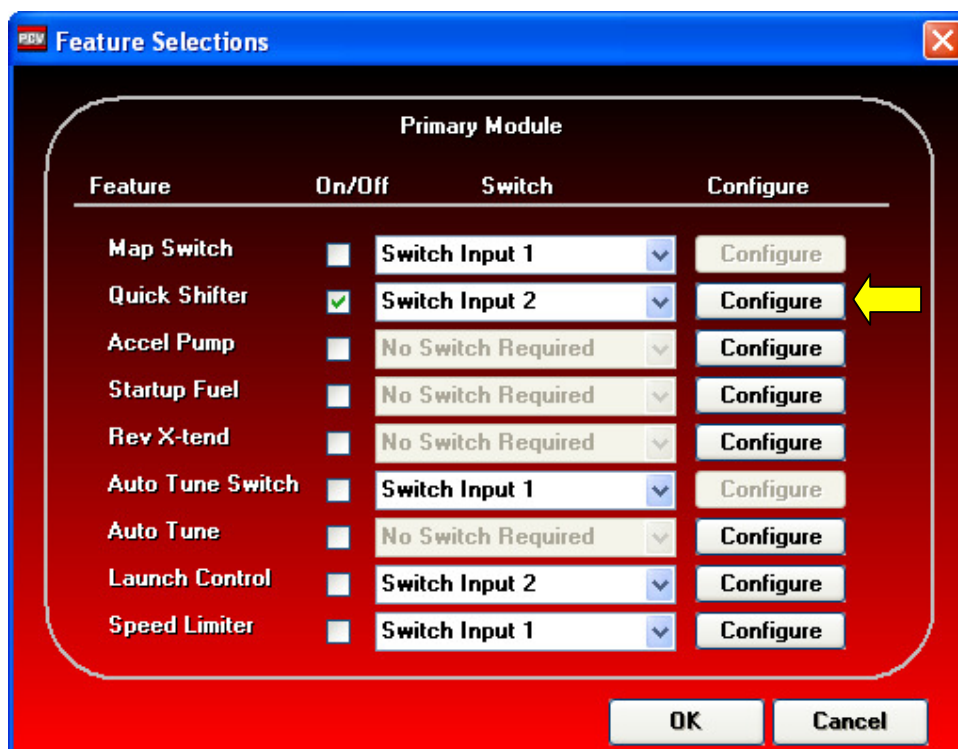 PCV Feature Selections
Primary Module
Feature On/Off Switch Configure
Map Switch Switch Input 1 Configure
Quick Shifter Switch Input 2 Configure
Accel Pump No Switch Required Configure
Startup Fuel No Switch Required Configure
Rev X-tend No Switch Required Configure
Auto Tune Switch Switch Input 1 Configure
Auto Tune No Switch Required Configure
Launch Control Switch Input 2 Configure
Speed Limiter Switch Input 1 Configure
OK Cancel